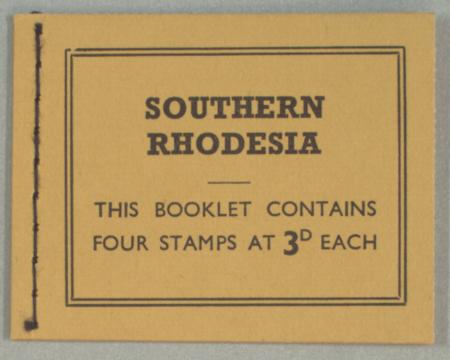 SOUTHERN
RHODESIA
THIS BOOKLET CONTAINS
FOUR STAMPS AT 3D EACH